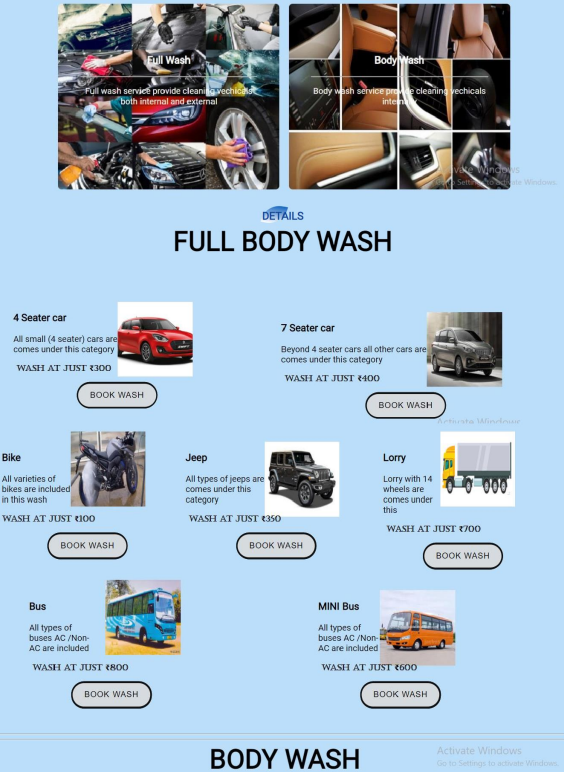 Full Wash
Full wash service provide cleaning vechicals
both internal and external
Body Wash
Body wash service provide cleaning vechicals
internaly
Activate Windows
Go to Settings to activate Windows.
DETAILS
FULL BODY WASH
4 Seater car
All small (4 seater) cars are
comes under this category
WASH AT JUST ₹300
BOOK WASH
7 Seater car
Beyond 4 seater cars all other cars are
comes under this category
WASH AT JUST ₹400
BOOK WASH
Activate Windows
Bike
All varieties of
bikes are included
in this wash
WASH AT JUST ₹100
BOOK WASH
Jeep
All types of jeeps are
comes under this
category
WASH AT JUST ₹350
BOOK WASH
Lorry
Lorry with 14
wheels are
comes under
this
WASH AT JUST ₹700
BOOK WASH
Bus
All types of
buses AC /Non-
AC are included
WASH AT JUST ₹800
BOOK WASH
MINI Bus
All types of
buses AC /Non-
AC are included
WASH AT JUST ₹600
BOOK WASH
BODY WASH
Activate Windows
Go to Settings to activate Windows.